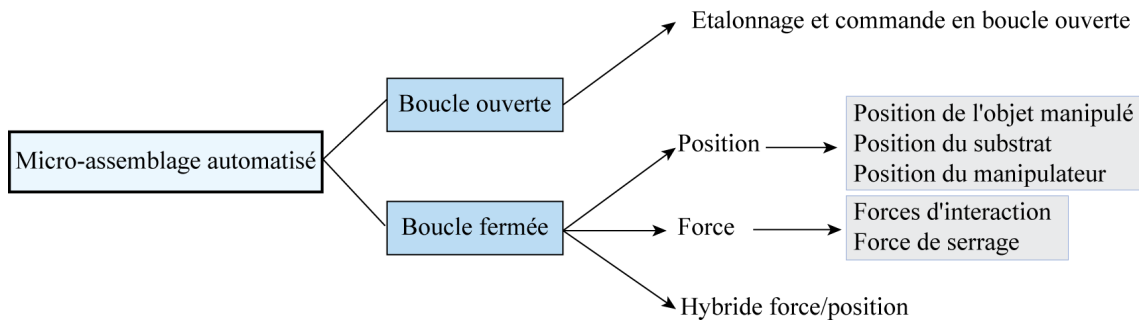 Etalonnage et commande en boucle ouverte
Boucle ouverte
Micro-assemblage automatisé
Position
Position de l'objet manipulé
Position du substrat
Position du manipulateur
Boucle fermée
Force
Forces d'interaction
Force de serrage
Hybride force/position